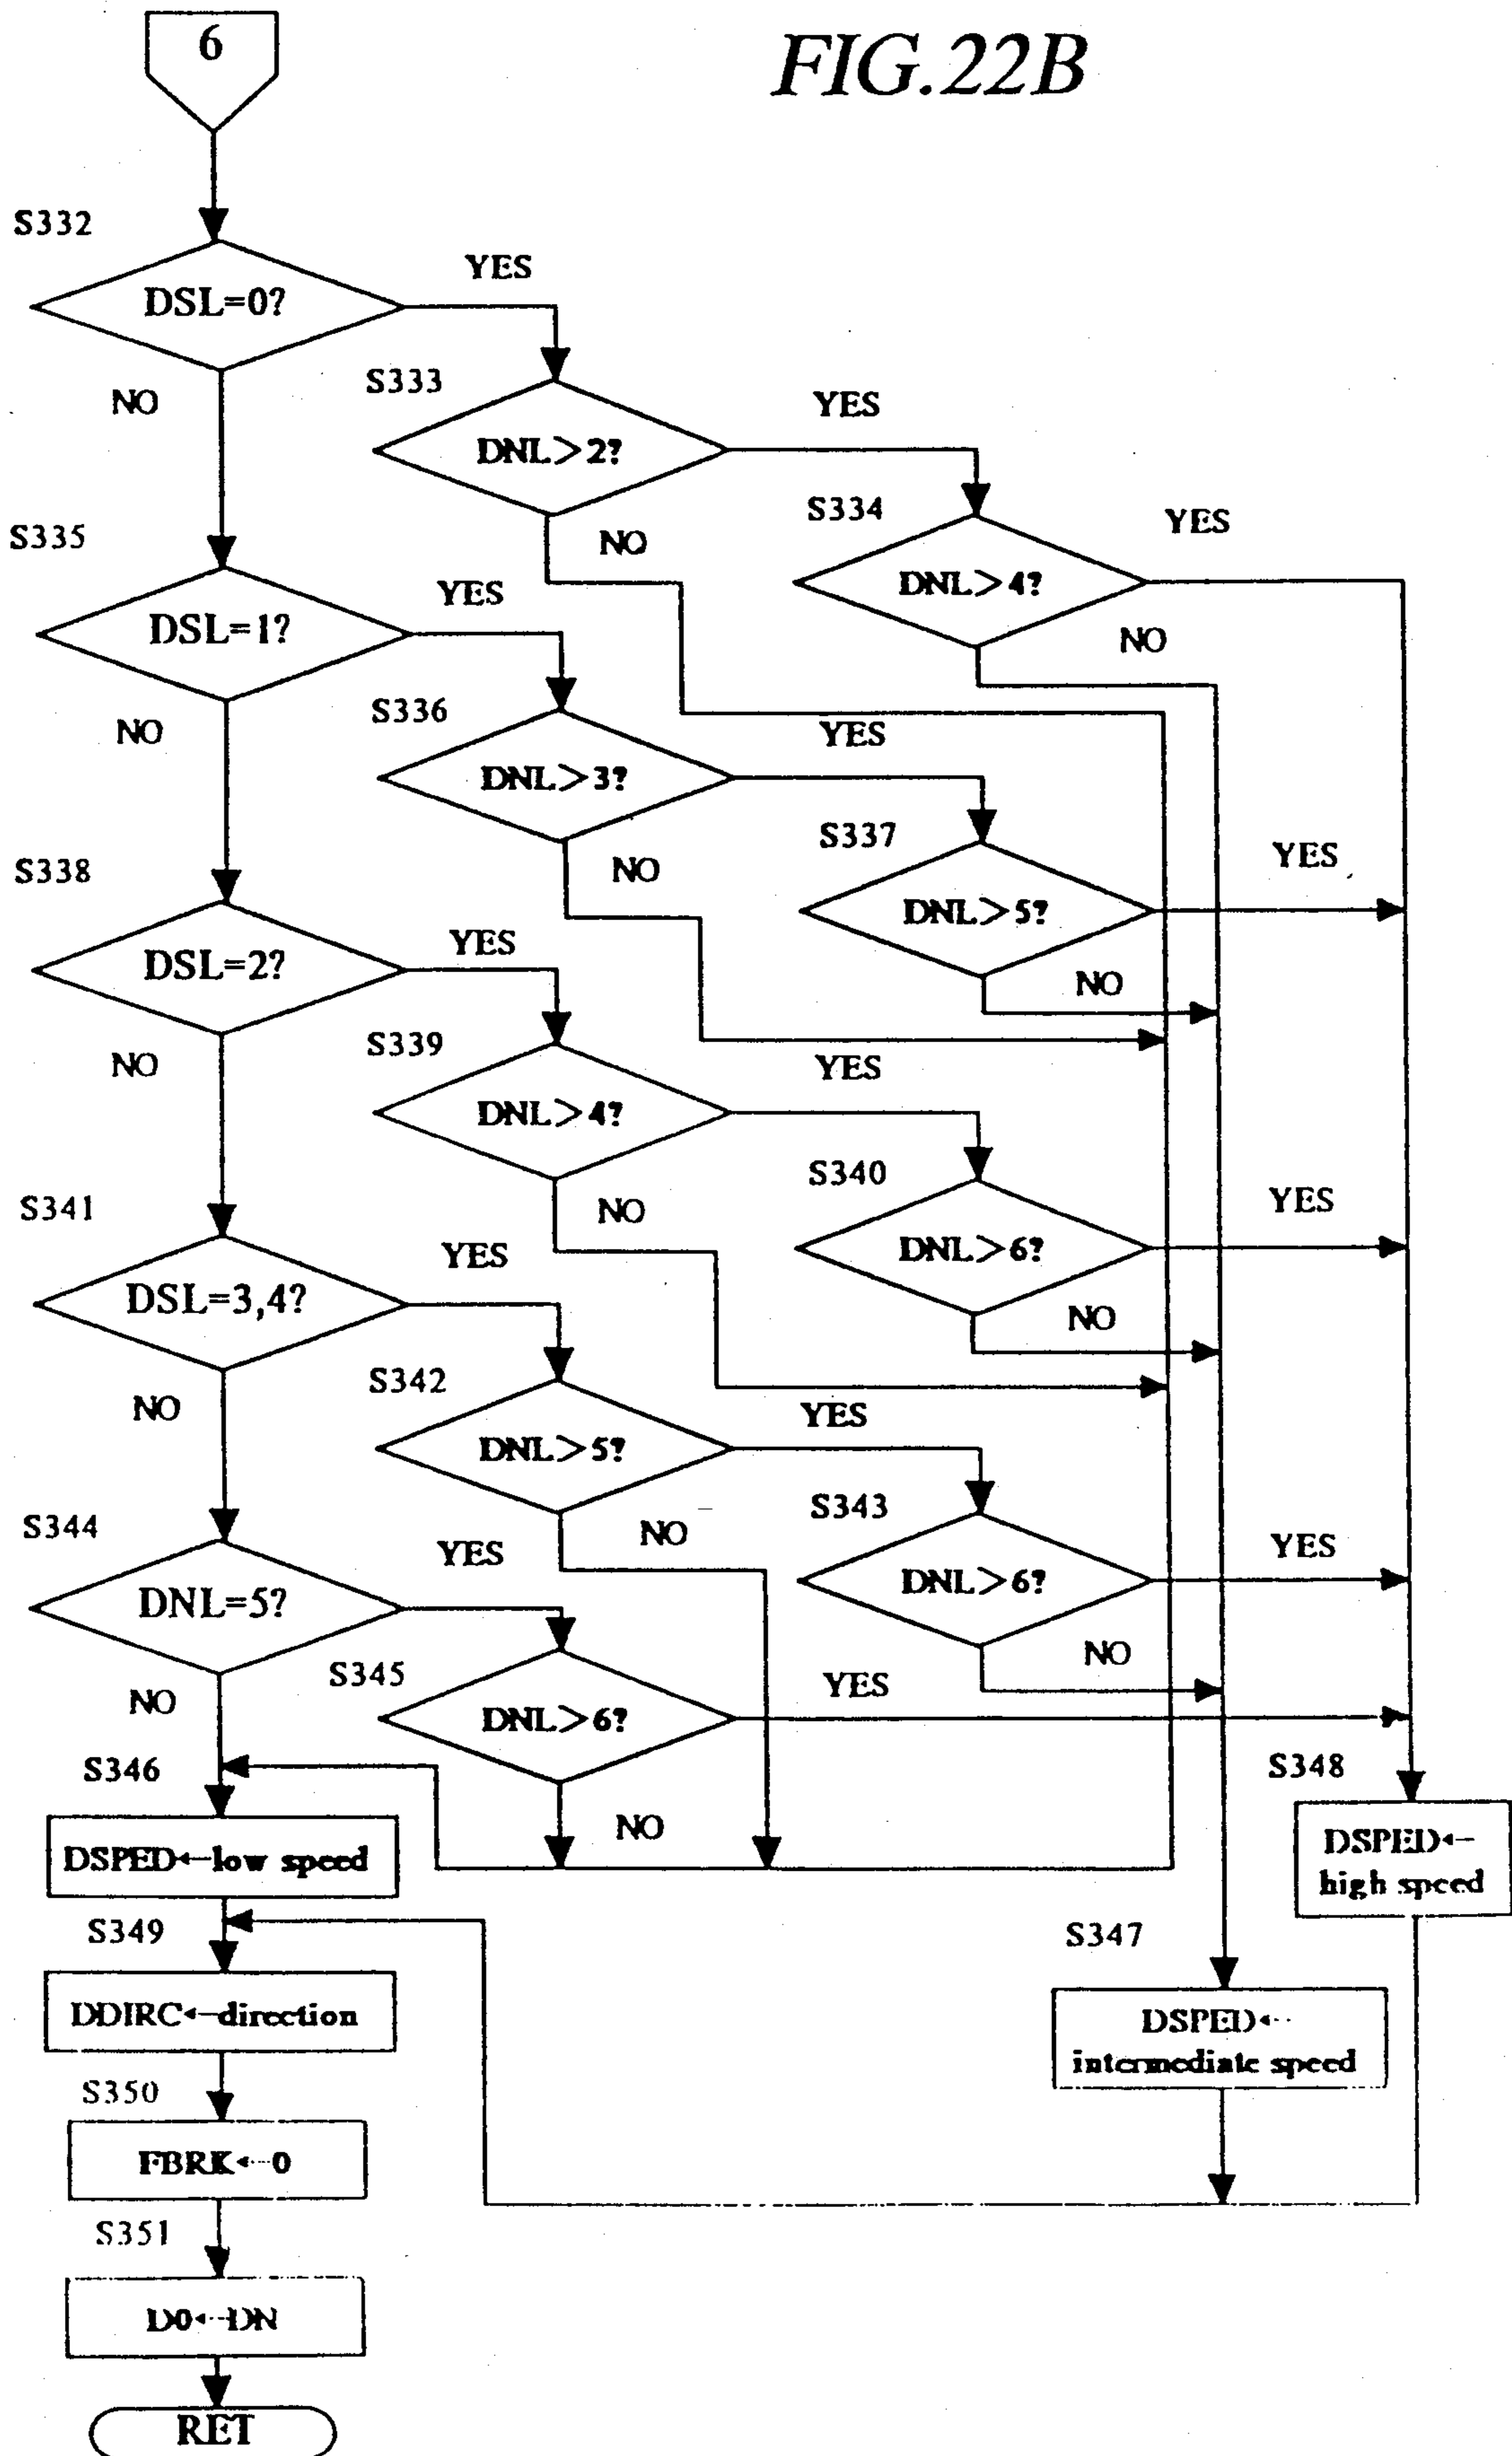 6
FIG.22B
S332
DSL=0?
YES
NO
S333
DNL>2?
YES
NO
S334
DNL>4?
YES
NO
S335
DSL=1?
YES
NO
S336
DNL>3?
YES
NO
S337
DNL>5?
YES
NO
S338
DSL=2?
YES
NO
S339
DNL>4?
YES
NO
S340
DNL>6?
YES
NO
S341
DSL=3,4?
YES
NO
S342
DNL>5?
YES
NO
S343
DNL>6?
YES
NO
S344
DNL=5?
YES
NO
S345
DNL>6?
YES
NO
S346
DSPED←low speed
S348
DSPED←
high speed
S347
DSPED←
intermediate speed
S349
DDIRC←direction
S350
FBRK←0
S351
D0←DN
RET